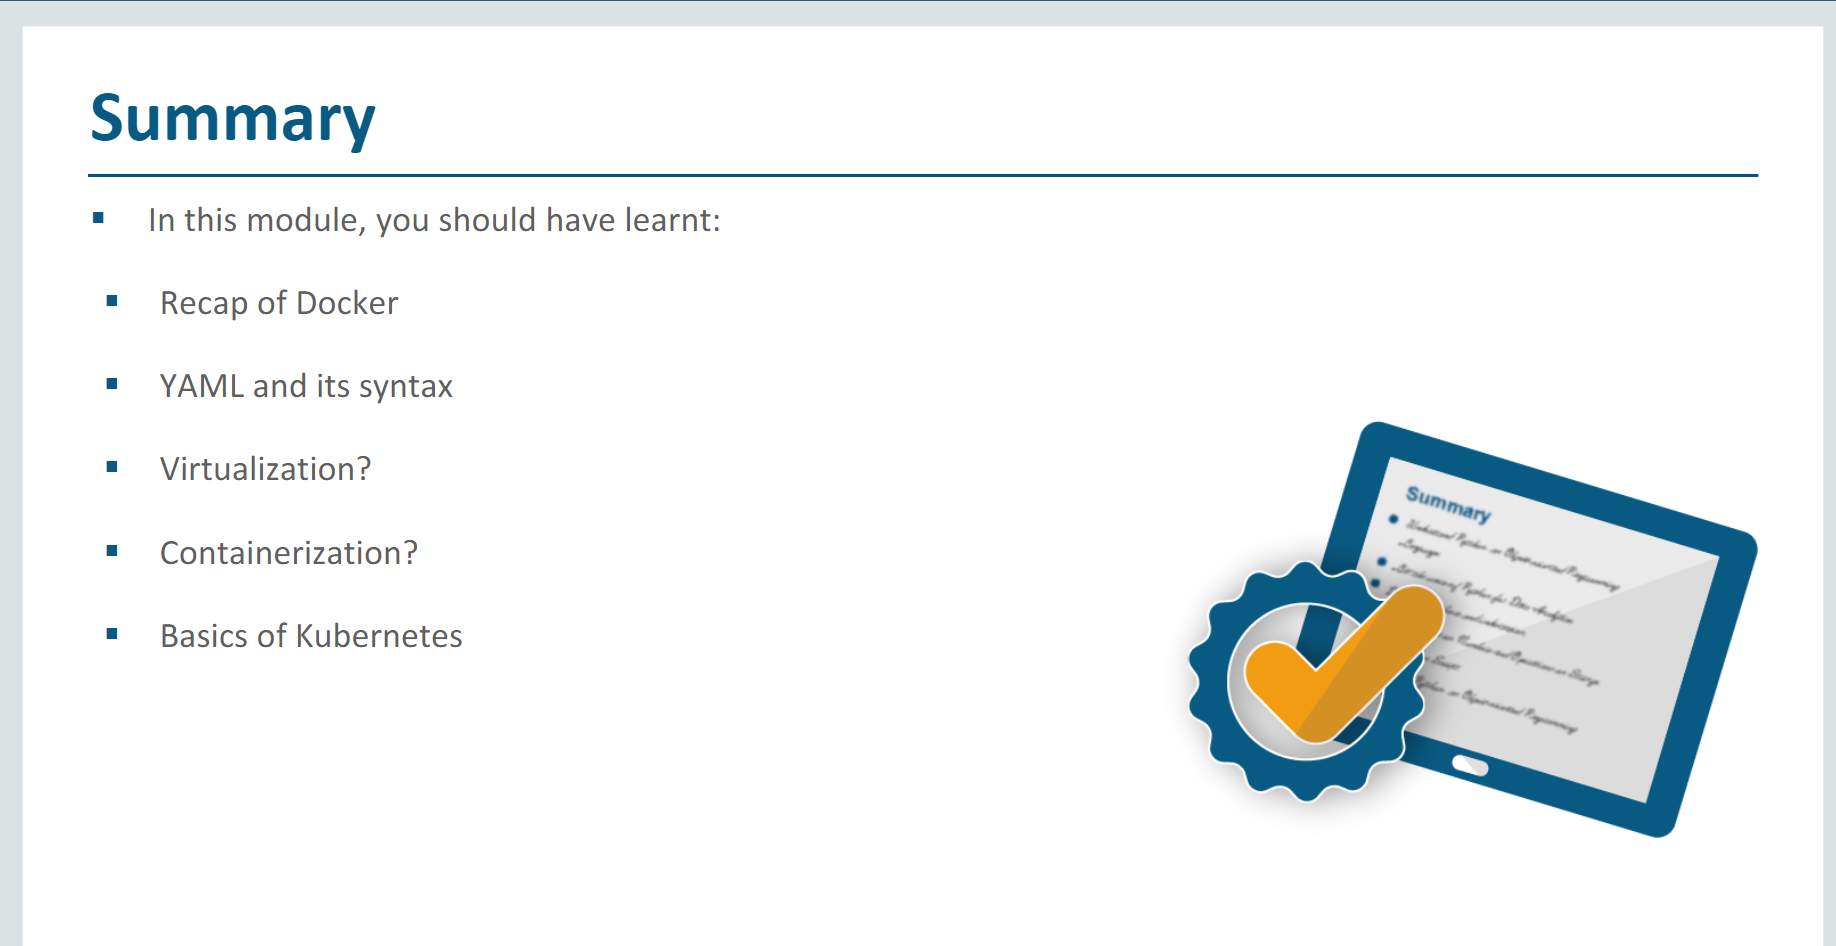 Summary
In this module, you should have learnt:
Recap of Docker
YAML and its syntax
Virtualization?
Containerization?
Basics of Kubernetes
Summary